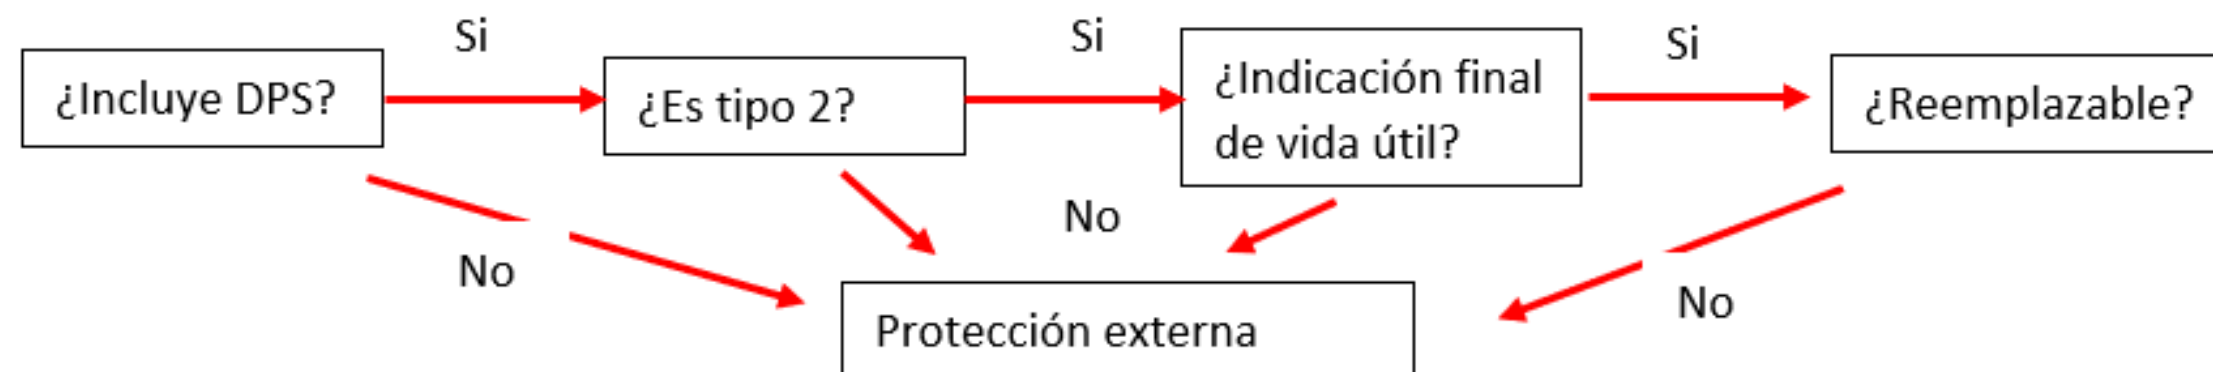 Si
Si
Si
¿Incluye DPS?
¿Es tipo 2?
¿Indicación final
de vida útil?
¿Reemplazable?
No
No
No
Protección externa